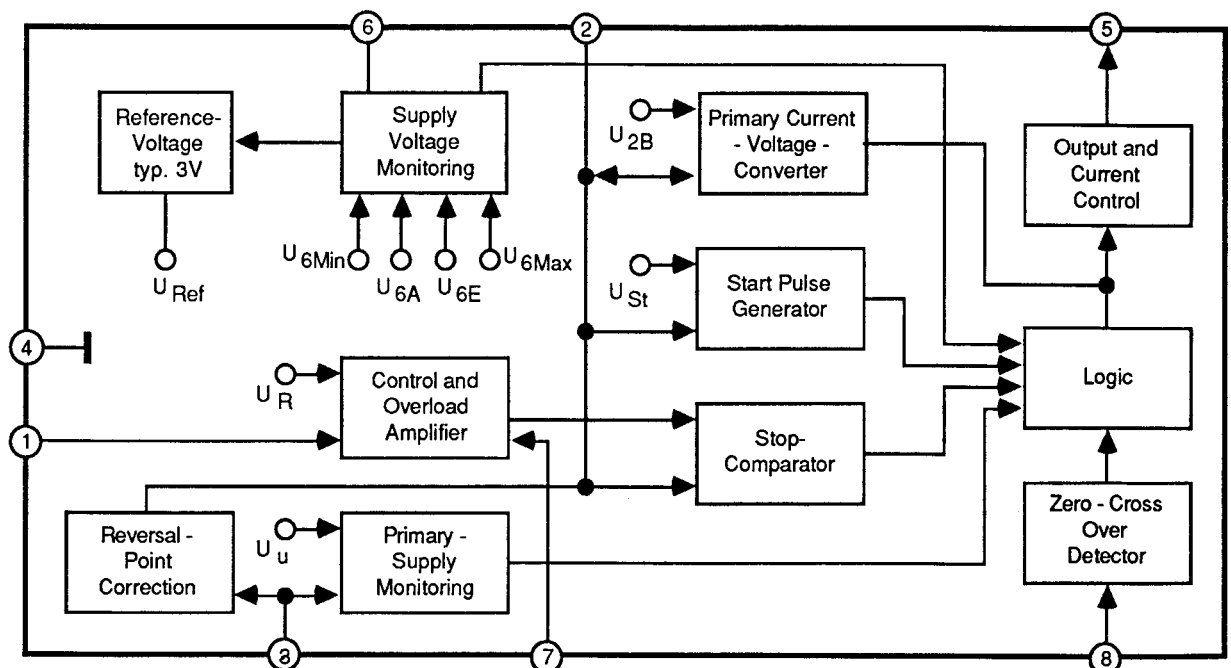 6
2
5
Reference-
Voltage
typ. 3V
Supply
Voltage
Monitoring
U2B
Primary Current
- Voltage -
Converter
Output and
Current
Control
U6Min
U6A
U6E
U6Max
URef
USt
Start Pulse
Generator
4
UR
Control and
Overload
Amplifier
Logic
1
Stop-
Comparator
Reversal -
Point
Correction
Uu
Primary -
Supply
Monitoring
Zero - Cross
Over
Detector
3
7
8